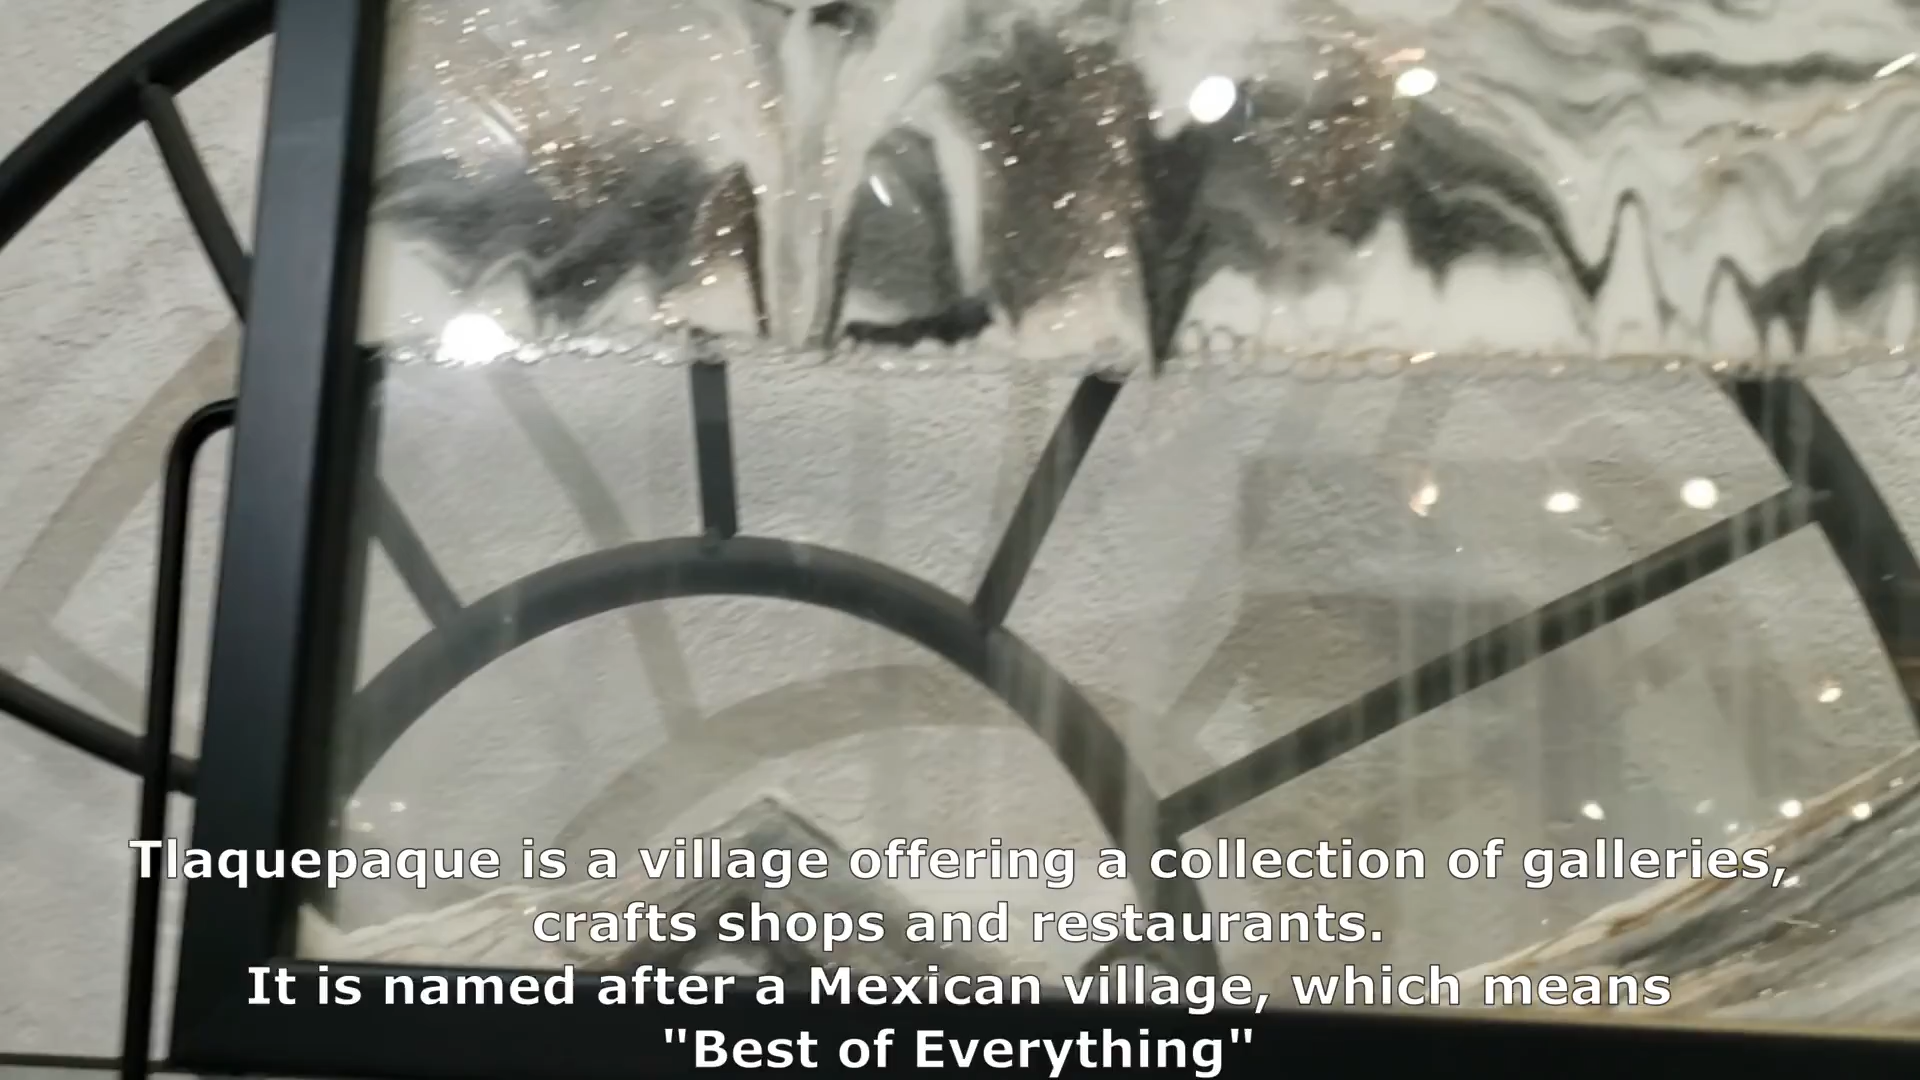 Tlaquepaque is a village offering a collection of galleries,
crafts shops and restaurants.
It is named after a Mexican village, which means
"Best of Everything"